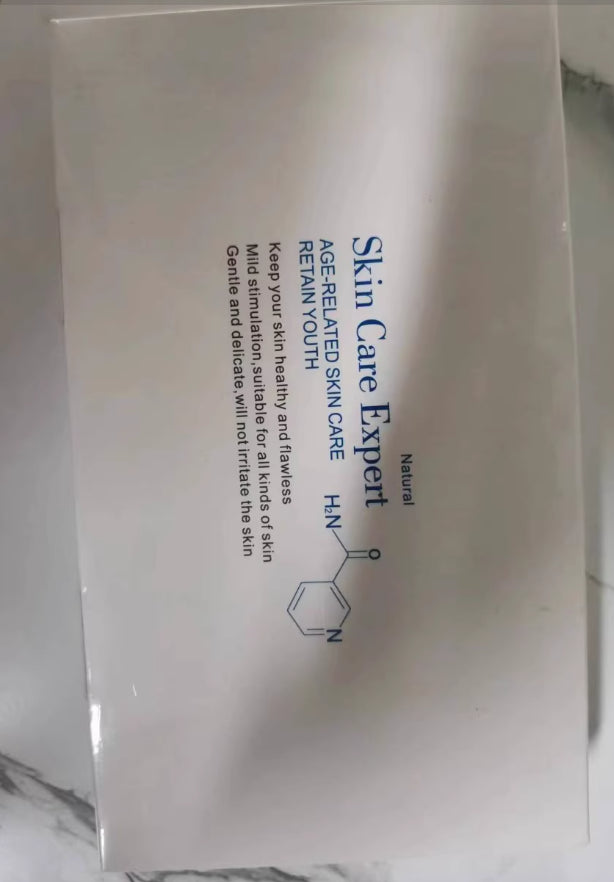 Natural
Skin Care Expert
AGE-RELATED SKIN CARE
RETAIN YOUTH
H₂N
O
N
Keep your skin healthy and flawless
Mild stimulation,suitable for all kinds of skin
Gentle and delicate,will not irritate the skin